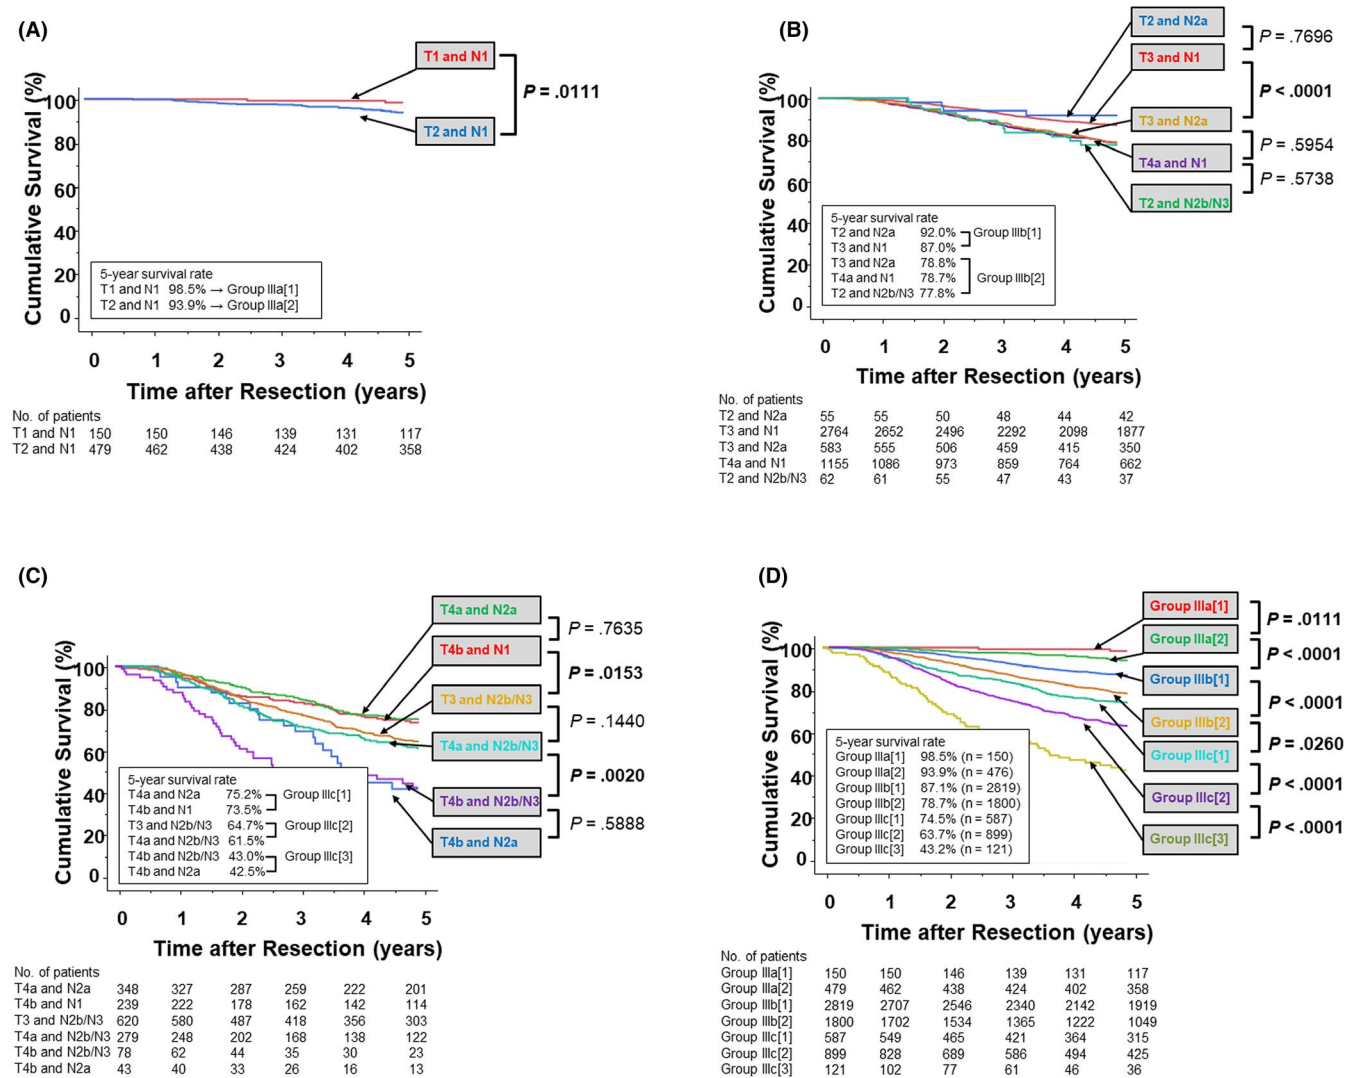 (A)
T1 and N1
P = .0111
T2 and N1
Cumulative Survival (%)
100
80
60
40
20
0
5-year survival rate
T1 and N1 98.5% → Group IIIa[1]
T2 and N1 93.9% → Group IIIa[2]
0 1 2 3 4 5
Time after Resection (years)
No. of patients
T1 and N1 150 150 146 139 131 117
T2 and N1 479 462 438 424 402 358
(B)
T2 and N2a
P = .7696
T3 and N1
P < .0001
T3 and N2a
P = .5954
T4a and N1
P = .5738
T2 and N2b/N3
Cumulative Survival (%)
100
80
60
40
20
0
5-year survival rate
T2 and N2a 92.0%
T3 and N1 87.0%
Group IIIb[1]
T3 and N2a 78.8%
T4a and N1 78.7%
T2 and N2b/N3 77.8%
Group IIIb[2]
0 1 2 3 4 5
Time after Resection (years)
No. of patients
T2 and N2a 55 55 50 48 44 42
T3 and N1 2764 2652 2496 2292 2098 1877
T3 and N2a 583 555 506 459 415 350
T4a and N1 1155 1086 973 859 764 662
T2 and N2b/N3 62 61 55 47 43 37
(C)
T4a and N2a
P = .7635
T4b and N1
P = .0153
T3 and N2b/N3
P = .1440
T4a and N2b/N3
P = .0020
T4b and N2b/N3
P = .5888
T4b and N2a
Cumulative Survival (%)
100
80
60
40
20
0
5-year survival rate
T4a and N2a 75.2%
T4b and N1 73.5%
Group IIIc[1]
T3 and N2b/N3 64.7%
T4a and N2b/N3 61.5%
Group IIIc[2]
T4b and N2b/N3 43.0%
T4b and N2a 42.5%
Group IIIc[3]
0 1 2 3 4 5
Time after Resection (years)
No. of patients
T4a and N2a 348 327 287 259 222 201
T4b and N1 239 222 178 162 142 114
T3 and N2b/N3 620 580 487 418 356 303
T4a and N2b/N3 279 248 202 168 138 122
T4b and N2b/N3 78 62 44 35 30 23
T4b and N2a 43 40 33 26 16 13
(D)
Group IIIa[1]
P = .0111
Group IIIa[2]
P < .0001
Group IIIb[1]
P < .0001
Group IIIb[2]
P = .0260
Group IIIc[1]
P < .0001
Group IIIc[2]
P < .0001
Group IIIc[3]
Cumulative Survival (%)
100
80
60
40
20
0
5-year survival rate
Group IIIa[1] 98.5% (n = 150)
Group IIIa[2] 93.9% (n = 476)
Group IIIb[1] 87.1% (n = 2819)
Group IIIb[2] 78.7% (n = 1800)
Group IIIc[1] 74.5% (n = 587)
Group IIIc[2] 63.7% (n = 899)
Group IIIc[3] 43.2% (n = 121)
0 1 2 3 4 5
Time after Resection (years)
No. of patients
Group IIIa[1] 150 150 146 139 131 117
Group IIIa[2] 479 462 438 424 402 358
Group IIIb[1] 2819 2707 2546 2340 2142 1919
Group IIIb[2] 1800 1702 1534 1365 1222 1049
Group IIIc[1] 587 549 465 421 364 315
Group IIIc[2] 899 828 689 586 494 425
Group IIIc[3] 121 102 77 61 46 36